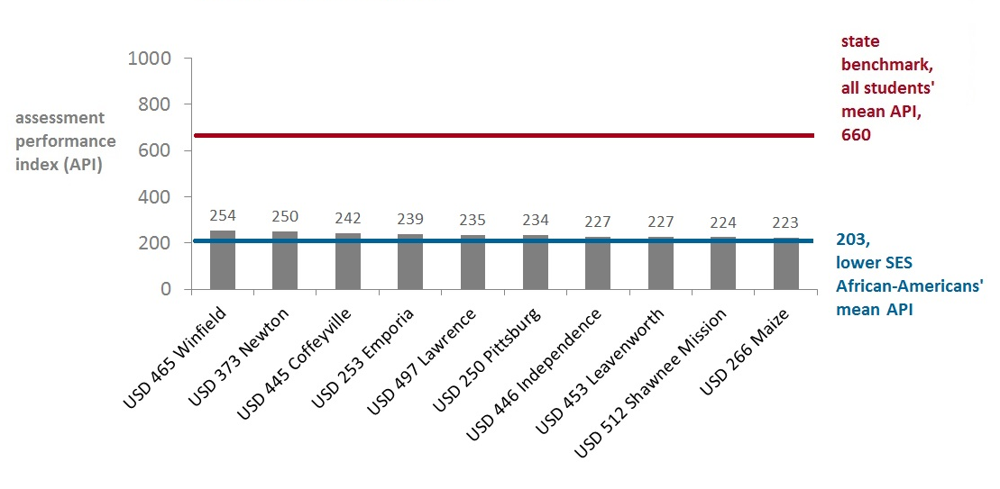 state
benchmark,
all students'
mean API,
660
assessment
performance
index (API)
1000
800
600
400
200
0
254
250
242
239
235
234
227
227
224
223
203,
lower SES
African-Americans'
mean API
USD 465 Winfield
USD 373 Newton
USD 445 Coffeyville
USD 253 Emporia
USD 497 Lawrence
USD 250 Pittsburg
USD 446 Independence
USD 453 Leavenworth
USD 512 Shawnee Mission
USD 266 Maize